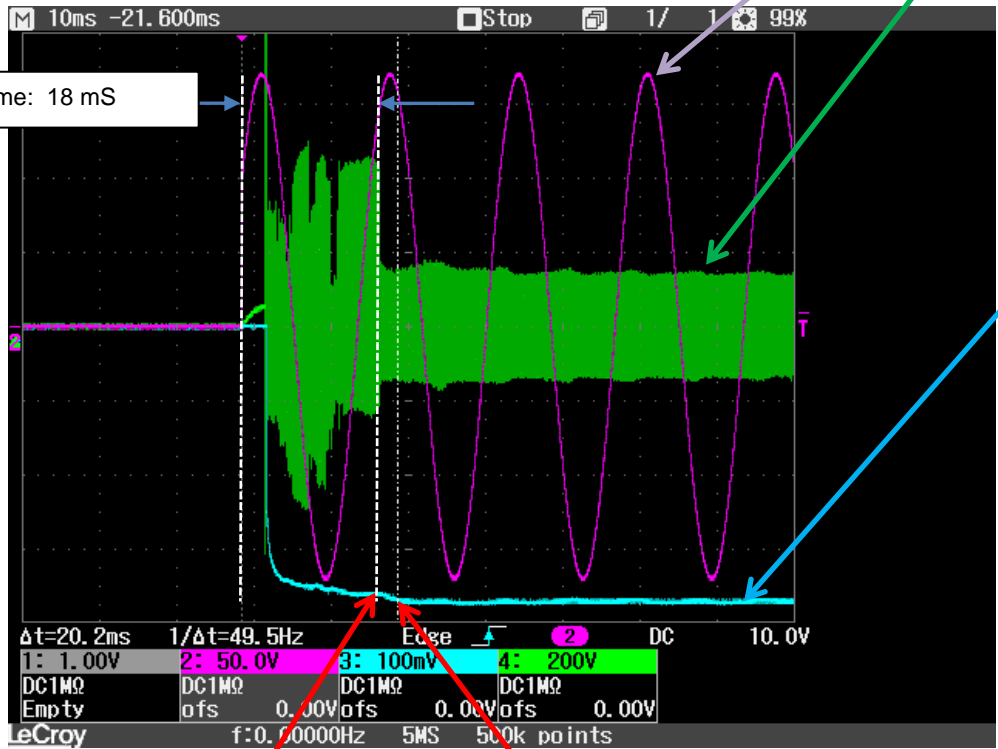 M 10ms -21.600ms Stop 1/ 1 99%
me: 18 mS
2
T
Δt=20.2ms 1/Δt=49.5Hz Edge 2 DC 10.0V
1: 1.00V 2: 50.0V 3: 100mV 4: 200V
DC1MΩ DC1MΩ DC1MΩ DC1MΩ
Empty ofs 0.00V ofs 0.00V ofs 0.00V
LeCroy f:0.00000Hz 5MS 500k points